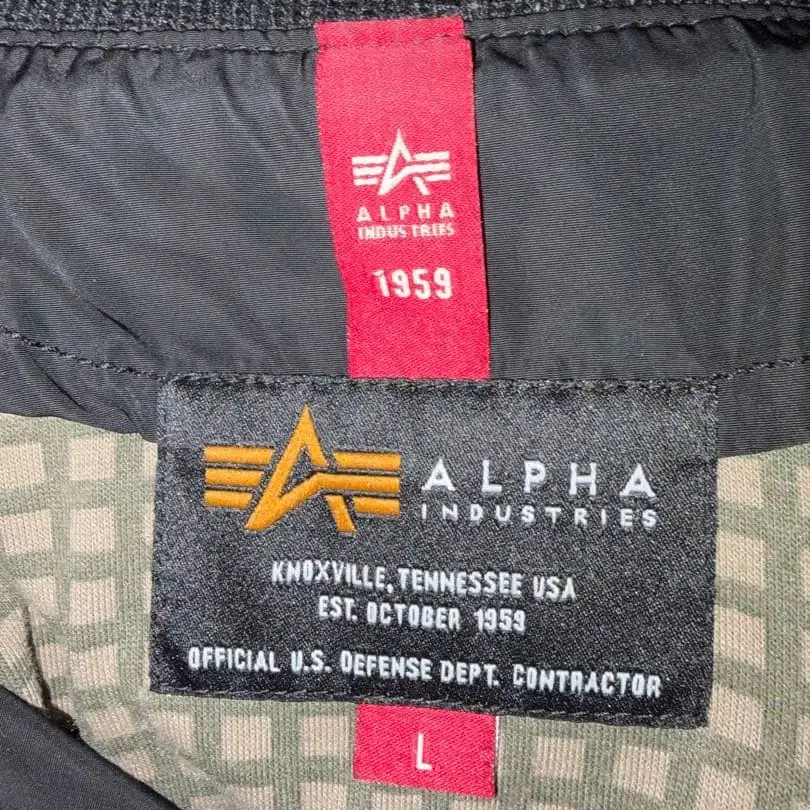 ALPHA
INDUSTRIES
1959
ALPHA
INDUSTRIES
KNOXVILLE, TENNESSEE USA
EST. OCTOBER 1959
OFFICIAL U.S. DEFENSE DEPT. CONTRACTOR
L